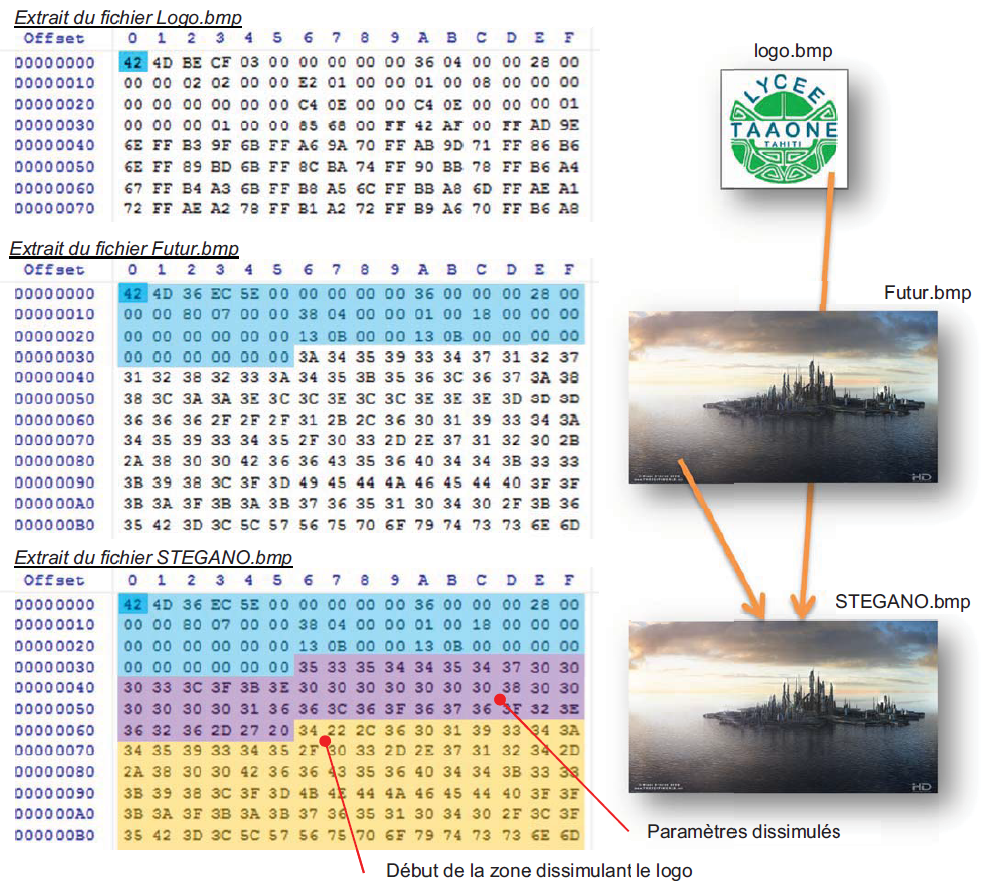 Extrait du fichier Logo.bmp
Offset 0 1 2 3 4 5 6 7 8 9 A B C D E F
00000000 42 4D BE CF 03 00 00 00 00 00 36 04 00 00 28 00
00000010 00 00 02 02 00 00 E2 01 00 00 01 00 08 00 00 00
00000020 00 00 00 00 00 00 C4 0E 00 00 C4 0E 00 00 00 01
00000030 00 00 00 01 00 00 85 68 00 FF 42 AF 00 FF AD 9E
00000040 6E FF B3 9F 6B FF A6 9A 70 FF AB 9D 71 FF 86 B6
00000050 6E FF 89 BD 6B FF 8C BA 74 FF 90 BB 78 FF B6 A4
00000060 67 FF B4 A3 6B FF B8 A5 6C FF BB A8 6D FF AE A1
00000070 72 FF AE A2 78 FF B1 A2 72 FF B9 A6 70 FF B6 A8
logo.bmp
LYCEE
TAAONE
TAHITI
Extrait du fichier Futur.bmp
Offset 0 1 2 3 4 5 6 7 8 9 A B C D E F
00000000 42 4D 36 EC 5E 00 00 00 00 00 36 00 00 00 28 00
00000010 00 00 80 07 00 00 38 04 00 00 01 00 18 00 00 00
00000020 00 00 00 00 00 00 13 0B 00 00 13 0B 00 00 00 00
00000030 00 00 00 00 00 00 3A 34 35 39 33 34 37 31 32 37
00000040 31 32 38 32 33 3A 34 35 3B 35 36 3C 36 37 3A 38
00000050 38 3C 3A 3A 3E 3C 3C 3E 3C 3C 3E 3E 3E 3D 3D 3D
00000060 36 36 36 2F 2F 2F 31 2B 2C 36 30 31 39 33 34 3A
00000070 34 35 39 33 34 35 2F 30 33 2D 2E 37 31 32 30 2B
00000080 2A 38 30 30 42 36 36 43 35 36 40 34 34 3B 33 33
00000090 3B 39 38 3C 3F 3D 49 45 44 4A 46 45 44 40 3F 3F
000000A0 3B 3A 3F 3B 3A 3B 37 36 35 31 30 34 30 2F 3B 36
000000B0 35 42 3D 3C 5C 57 56 75 70 6F 79 74 73 73 6E 6D
Futur.bmp
HD
Extrait du fichier STEGANO.bmp
Offset 0 1 2 3 4 5 6 7 8 9 A B C D E F
00000000 42 4D 36 EC 5E 00 00 00 00 00 36 00 00 00 28 00
00000010 00 00 80 07 00 00 38 04 00 00 01 00 18 00 00 00
00000020 00 00 00 00 00 00 13 0B 00 00 13 0B 00 00 00 00
00000030 00 00 00 00 00 00 35 33 35 34 34 35 34 37 30 30
00000040 30 33 3C 3F 3B 3E 30 30 30 30 30 30 30 38 30 30
00000050 30 30 30 30 31 36 36 3C 36 3F 36 37 36 3F 32 3E
00000060 36 32 36 2D 27 20 34 22 2C 36 30 31 39 33 34 3A
00000070 34 35 39 33 34 35 2F 30 33 2D 2E 37 31 32 34 2D
00000080 2A 38 30 30 42 36 36 43 35 36 40 34 34 3B 33 33
00000090 3B 39 38 3C 3F 3D 4B 4E 44 4A 46 45 44 40 3F 3F
000000A0 3B 3A 3F 3B 3A 3B 37 36 35 31 30 34 30 2F 3C 3F
000000B0 35 42 3D 3C 5C 57 56 75 70 6F 79 74 73 73 6E 6D
STEGANO.bmp
HD
Paramètres dissimulés
Début de la zone dissimulant le logo